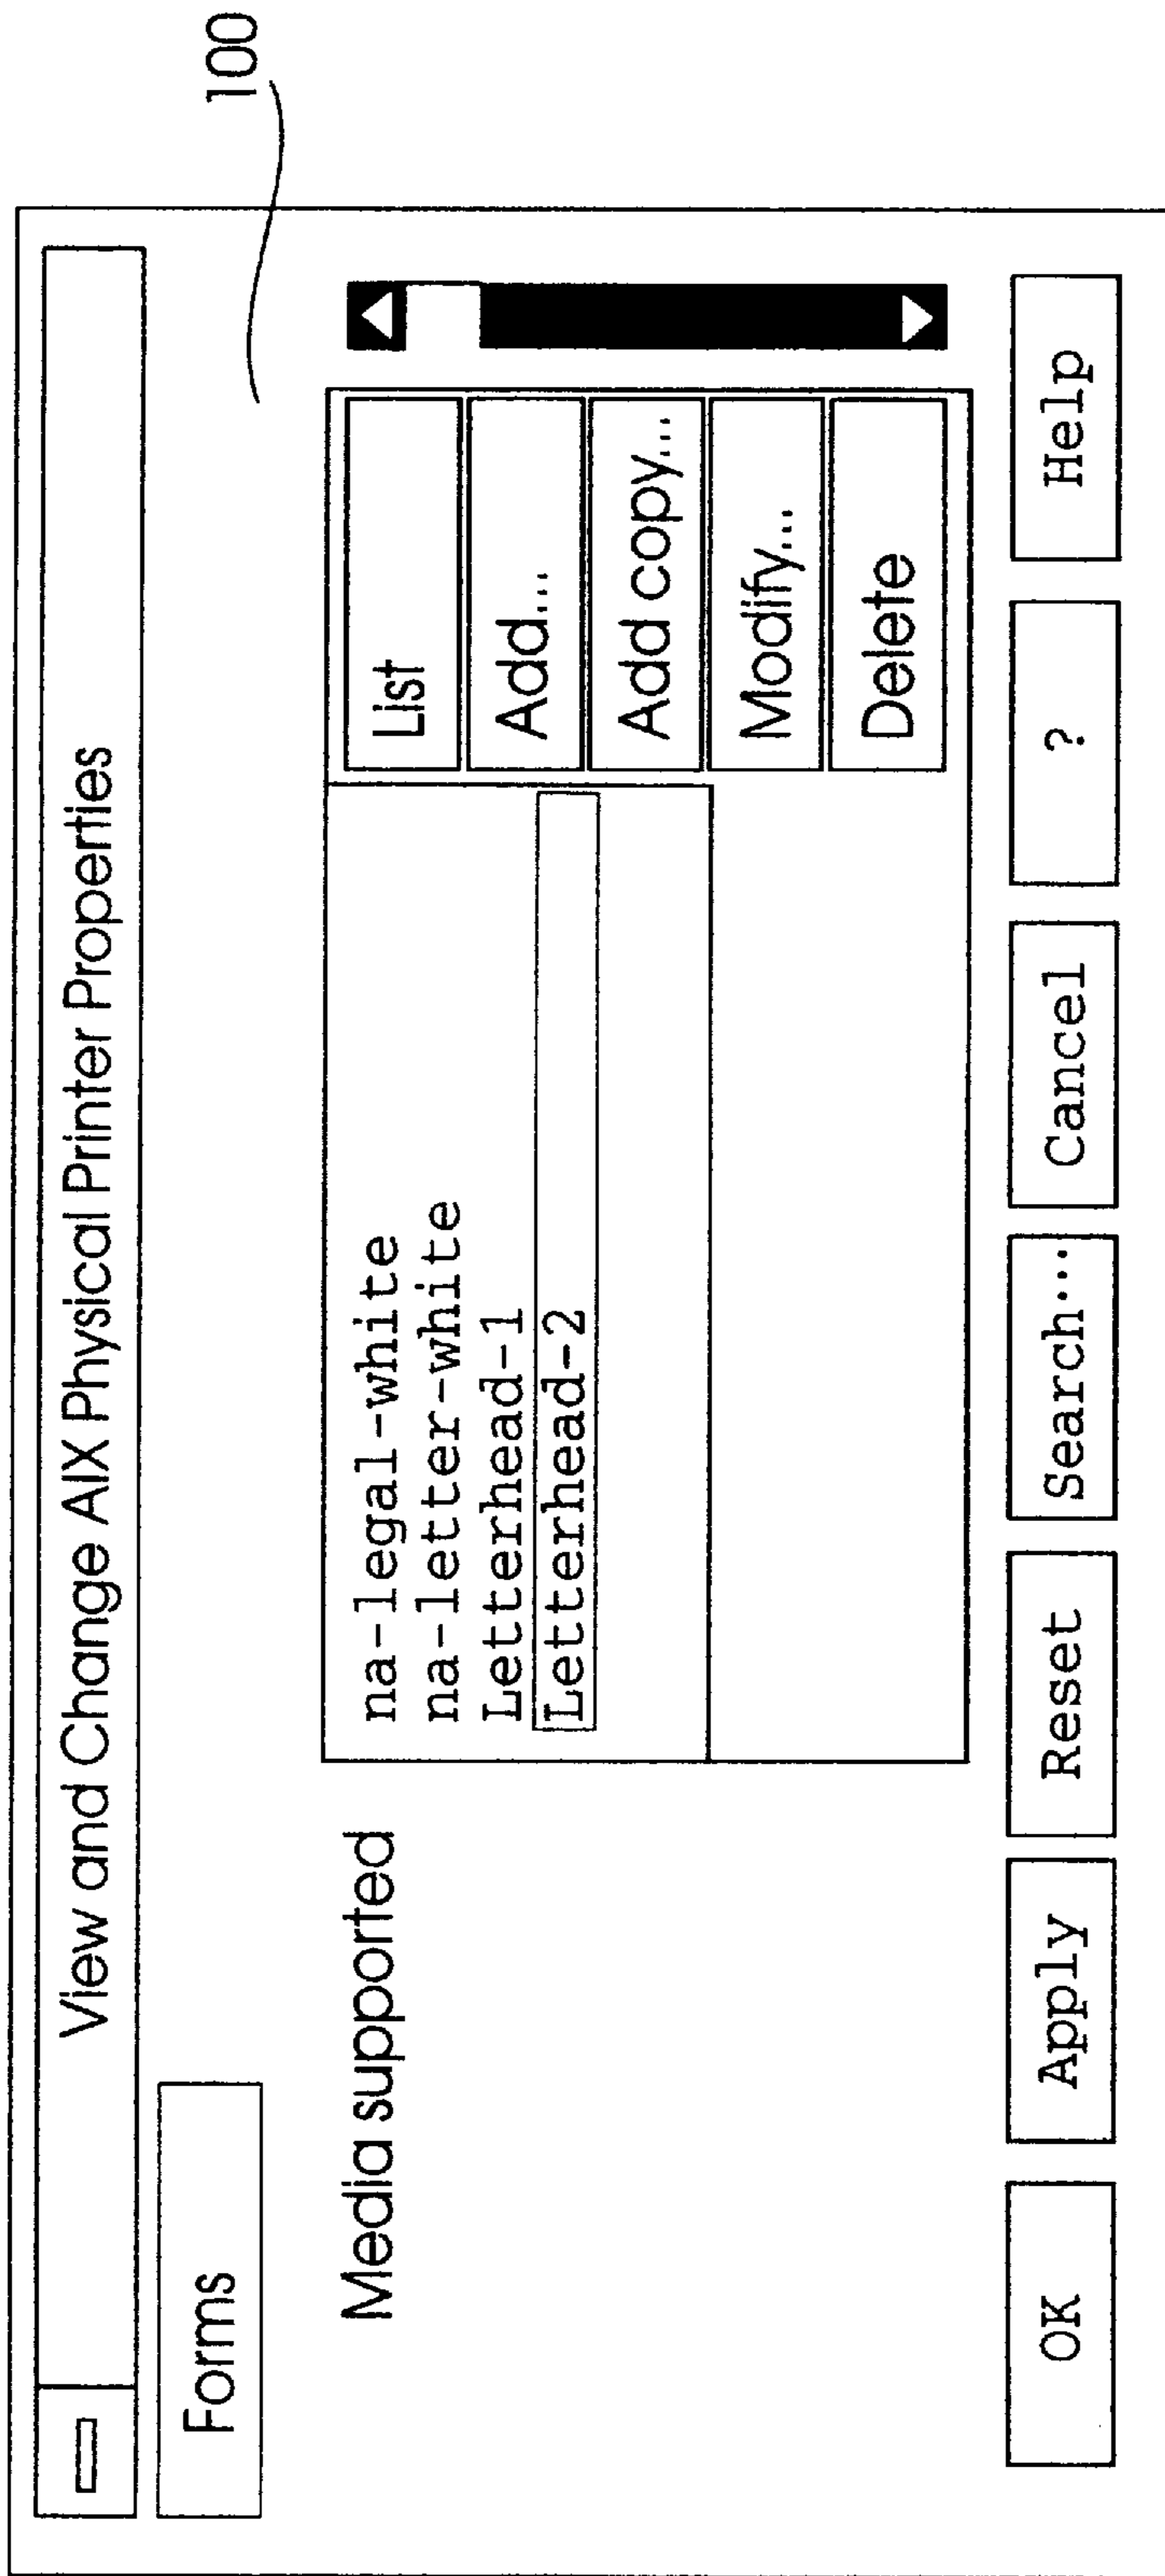 100
View and Change AIX Physical Printer Properties
Forms
Media supported
na-legal-white
na-letter-white
Letterhead-1
Letterhead-2
List
Add...
Add copy...
Modify...
Delete
OK
Apply
Reset
Search...
Cancel
?
Help